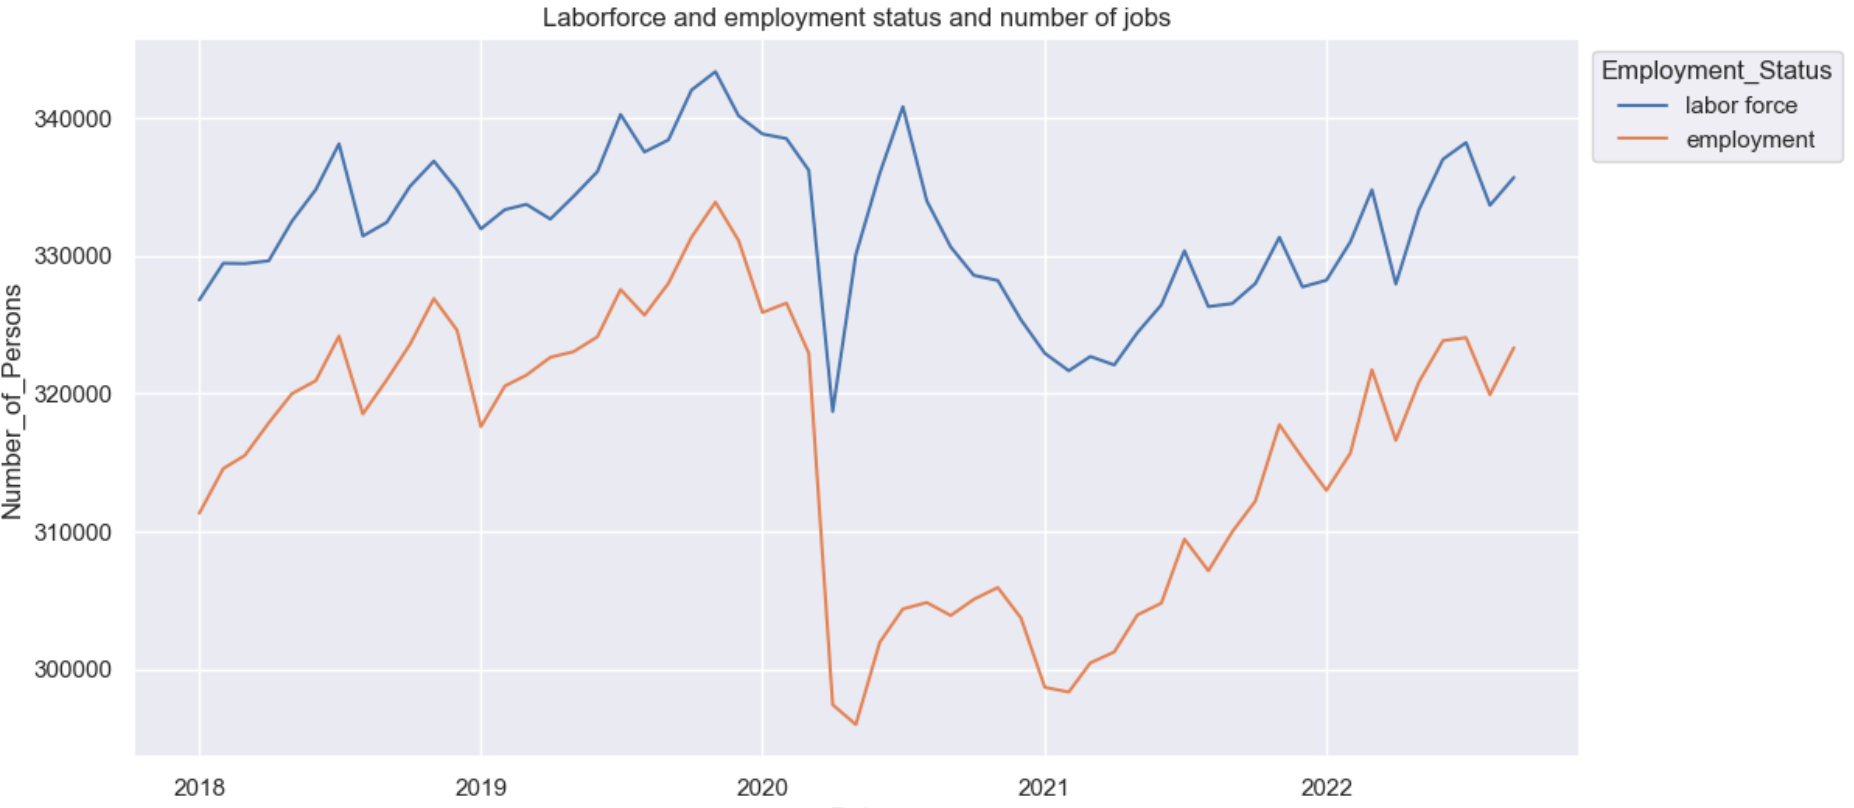 Laborforce and employment status and number of jobs
Employment_Status
labor force
employment
Number_of_Persons
340000
330000
320000
310000
300000
2018
2019
2020
2021
2022